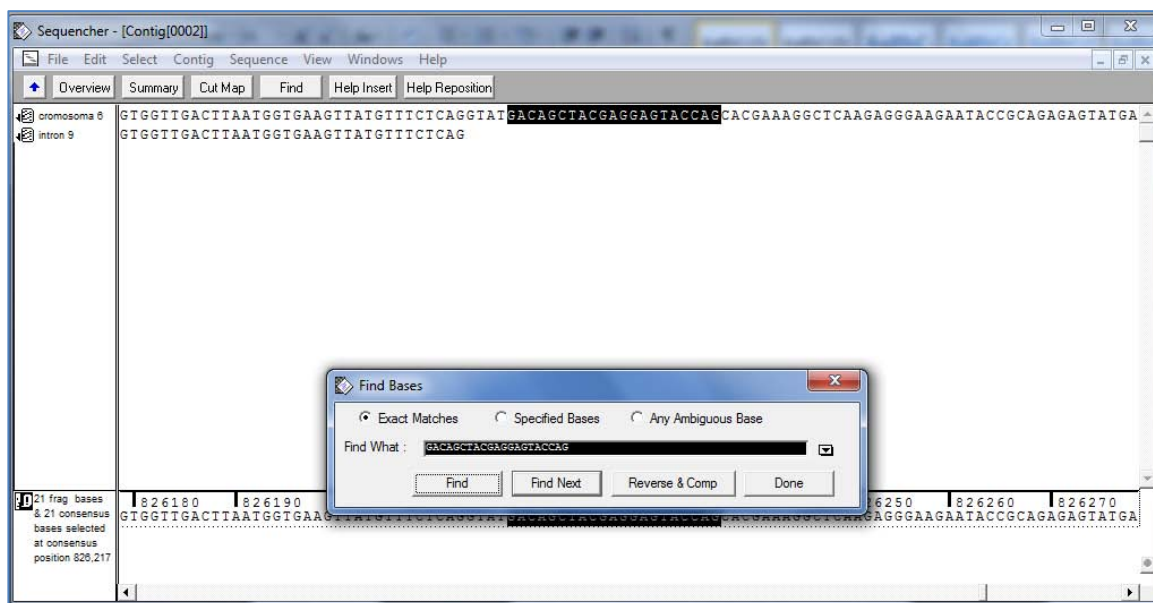 Sequencher - [Contig[0002]]
File Edit Select Contig Sequence View Windows Help
Overview Summary Cut Map Find Help Insert Help Reposition
cromosoma 6 GTGGTTGACTTAATGGTGAAGTTATGTTTCTCAGGTATGACAGCTACGAGGAGTACCAGCACGAAAGGCTCAAGAGGGAAGAATACCGCAGAGAGTATGA
intron 9 GTGGTTGACTTAATGGTGAAGTTATGTTTCTCAG
Find Bases
Exact Matches Specified Bases Any Ambiguous Base
Find What : GACAGCTACGAGGAGTACCAG
Find Find Next Reverse & Comp Done
21 frag bases
& 21 consensus
bases selected
at consensus
position 826,217
826180 826190 6250 826260 826270
GTGGTTGACTTAATGGTGAAGTTATGTTTCTCAGGTATGACAGCTACGAGGAGTACCAGCACGAAAGGCTCAAGAGGGAAGAATACCGCAGAGAGTATGA